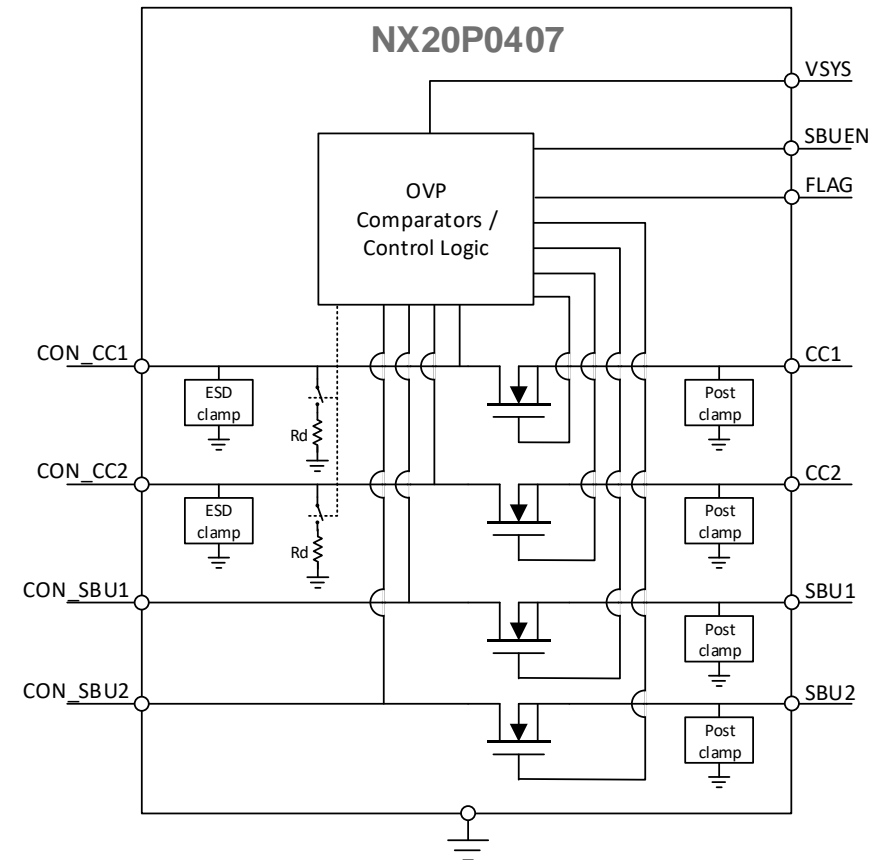 NX20P0407
VSYS
SBUEN
FLAG
OVP
Comparators /
Control Logic
CON_CC1
CC1
ESD
clamp
Rd
Post
clamp
CON_CC2
CC2
ESD
clamp
Rd
Post
clamp
CON_SBU1
SBU1
Post
clamp
CON_SBU2
SBU2
Post
clamp